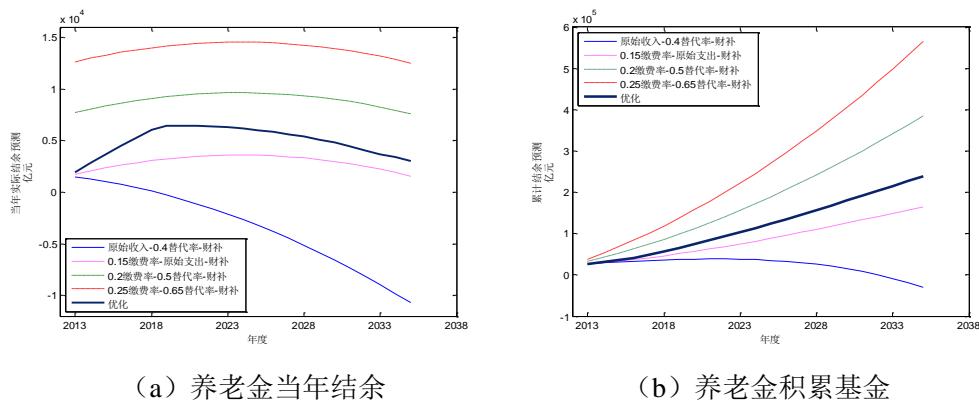 x 10^4
1.5
1
0.5
0
-0.5
-1
2013
2018
2023
2028
2033
2038
年度
当年实际结余预测
亿元
原始收入-0.4替代率-财补
0.15缴费率-原始支出-财补
0.2缴费率-0.5替代率-财补
0.25缴费率-0.65替代率-财补
优化
(a) 养老金当年结余
x 10^5
6
5
4
3
2
1
0
-1
2013
2018
2023
2028
2033
2038
年度
累计结余预测
亿元
原始收入-0.4替代率-财补
0.15缴费率-原始支出-财补
0.2缴费率-0.5替代率-财补
0.25缴费率-0.65替代率-财补
优化
(b) 养老金积累基金